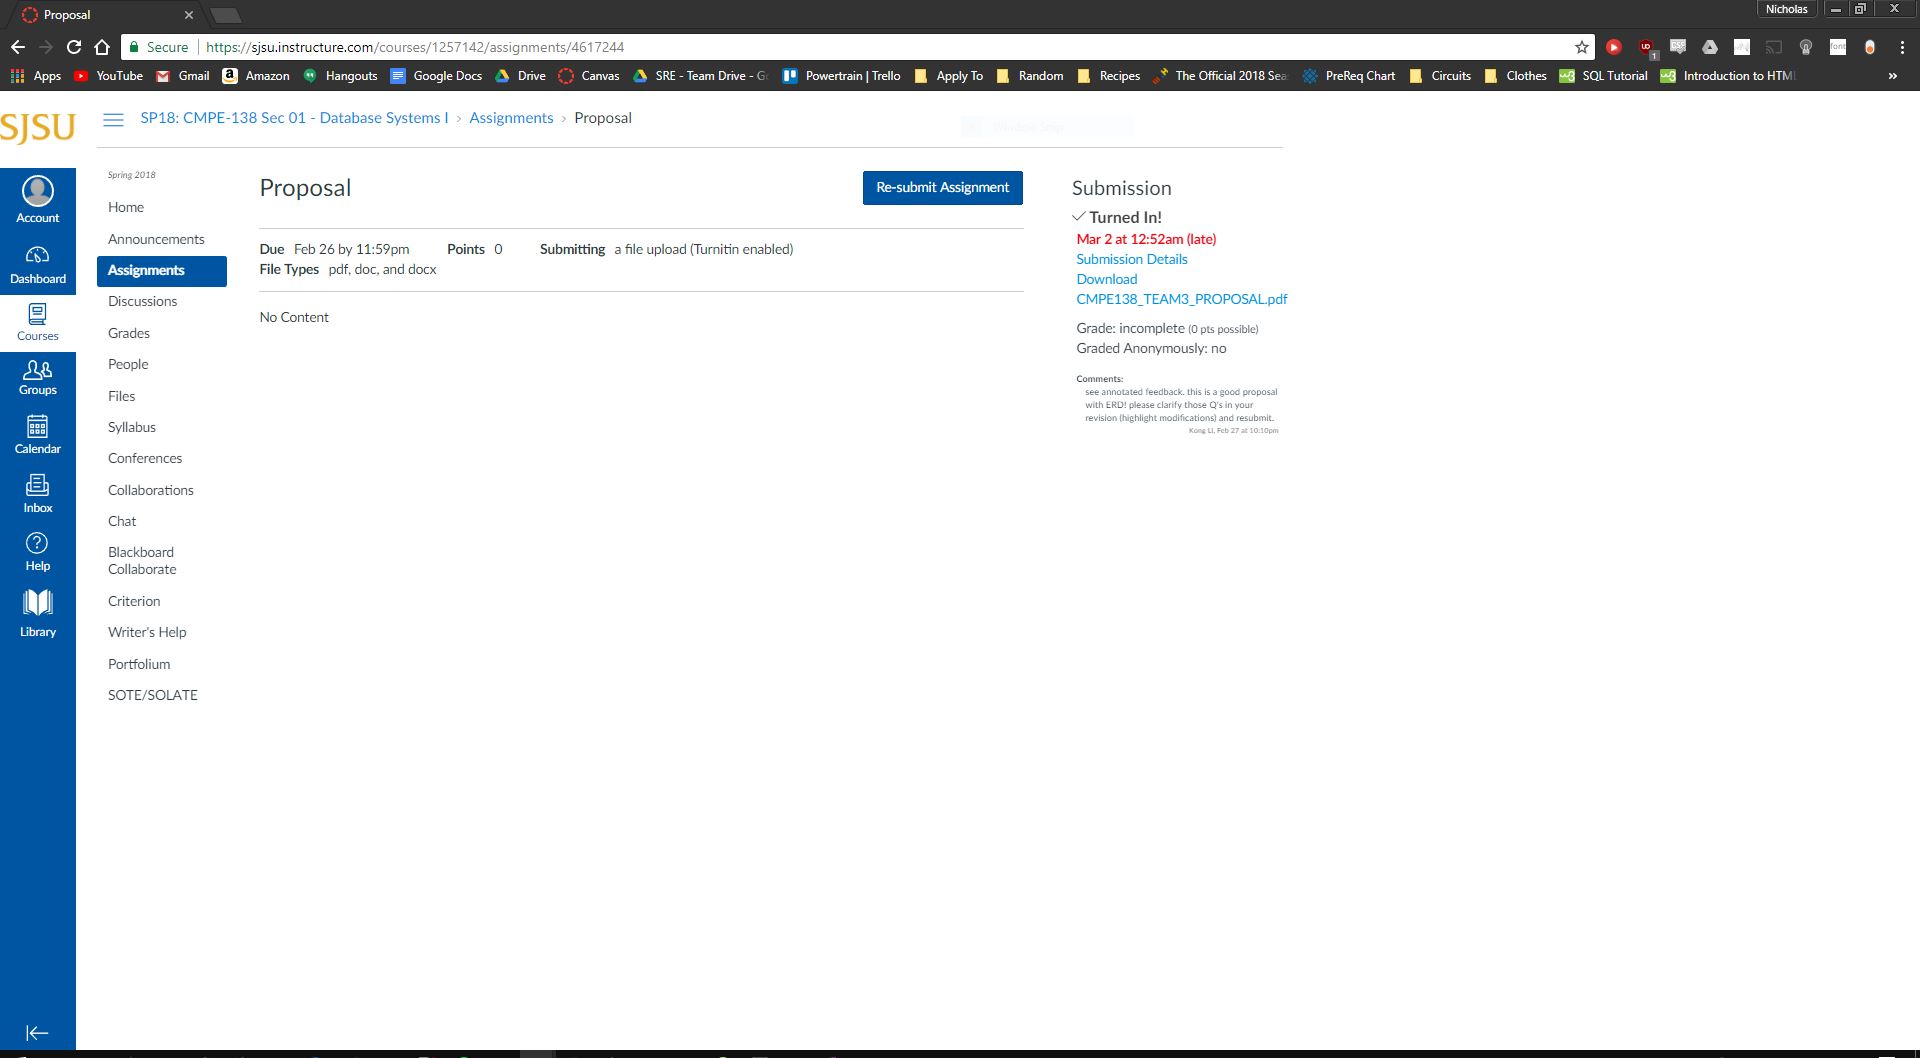 Proposal
Nicholas
Secure
https://sjsu.instructure.com/courses/1257142/assignments/4617244
Apps YouTube Gmail Amazon Hangouts Google Docs Drive Canvas SRE - Team Drive - Powertrain | Trello Apply To Random Recipes The Official 2018 PreReq Chart Circuits Clothes SQL Tutorial Introduction to HTML
SJSU
SP18: CMPE-138 Sec 01 - Database Systems I › Assignments › Proposal
Account
Dashboard
Courses
Groups
Calendar
Inbox
Help
Library
Spring 2018
Home
Announcements
Assignments
Discussions
Grades
People
Files
Syllabus
Conferences
Collaborations
Chat
Blackboard
Collaborate
Criterion
Writer's Help
Portfolium
SOTE/SOLATE
Proposal
Re-submit Assignment
Due Feb 26 by 11:59pm Points 0 Submitting a file upload (Turnitin enabled)
File Types pdf, doc, and docx
No Content
Submission
Turned In!
Mar 2 at 12:52am (late)
Submission Details
Download
CMPE138_TEAM3_PROPOSAL.pdf
Grade: incomplete (0 pts possible)
Graded Anonymously: no
Comments:
see annotated feedback. this is a good proposal
with ERD! please clarify those Q's in your
revision (highlight modifications) and resubmit.
Kong Li, Feb 27 at 10:10pm